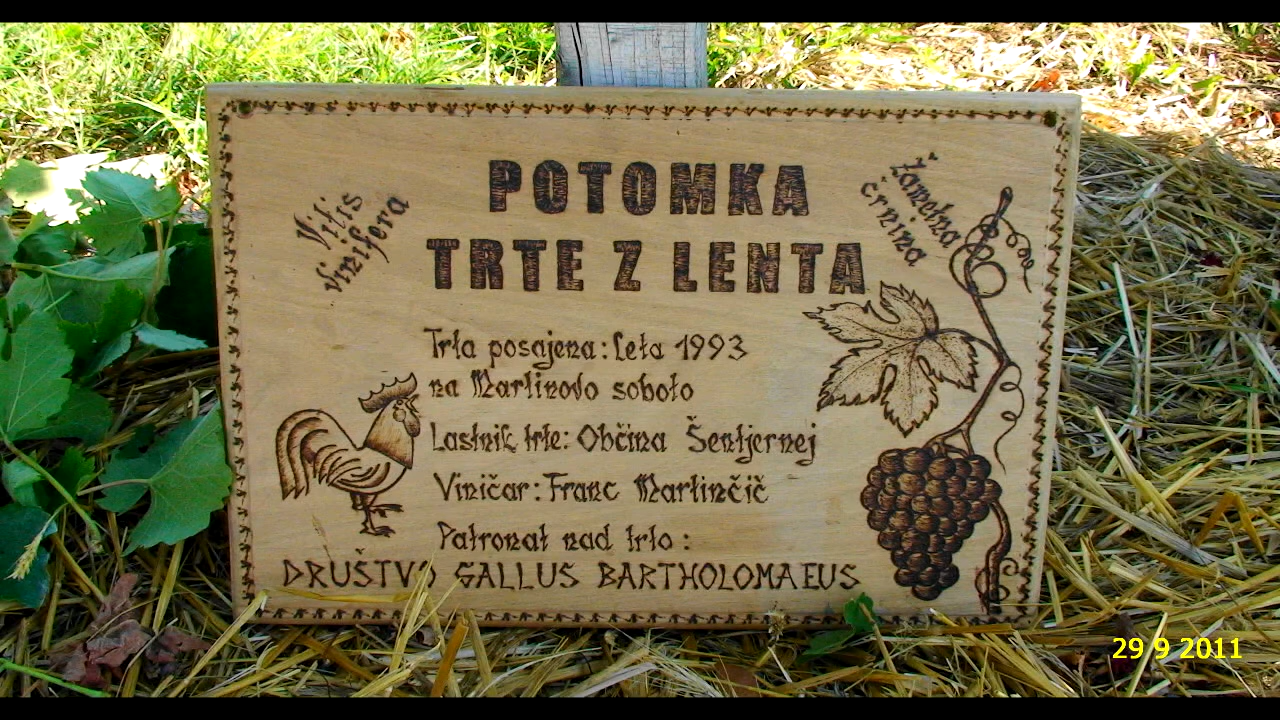 POTOMKA
TRTE Z LENTA
Vitis
vinifera
Žametna
črnina
Trta posajena: Leta 1993
na Martinovo soboto
Lastnik trte: Občina Šentjernej
Viničar: Franc Martinčič
Patronat nad trto:
DRUŠTVO GALLUS BARTHOLOMAEUS
29 9 2011